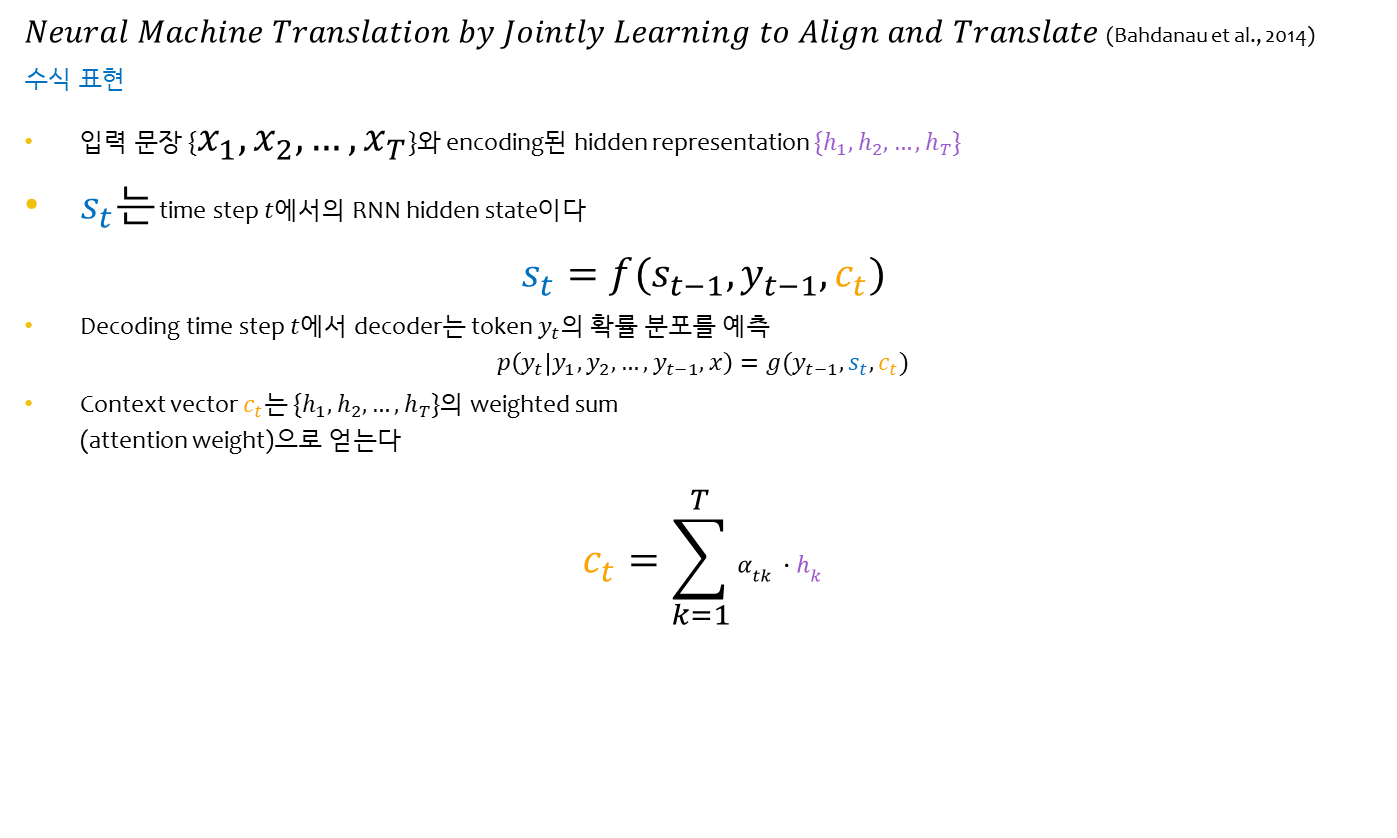 Neural Machine Translation by Jointly Learning to Align and Translate (Bahdanau et al., 2014)
수식 표현
• 입력 문장 {x₁, x₂, … , x_T}와 encoding된 hidden representation {h₁, h₂, … , h_T}
• s_t는 time step t에서의 RNN hidden state이다
s_t = f(s_{t−1}, y_{t−1}, c_t)
• Decoding time step t에서 decoder는 token y_t의 확률 분포를 예측
p(y_t|y₁, y₂, … , y_{t−1}, x) = g(y_{t−1}, s_t, c_t)
• Context vector c_t는 {h₁, h₂, … , h_T}의 weighted sum
(attention weight)으로 얻는다
c_t = ∑_{k=1}^{T} α_{tk} · h_k